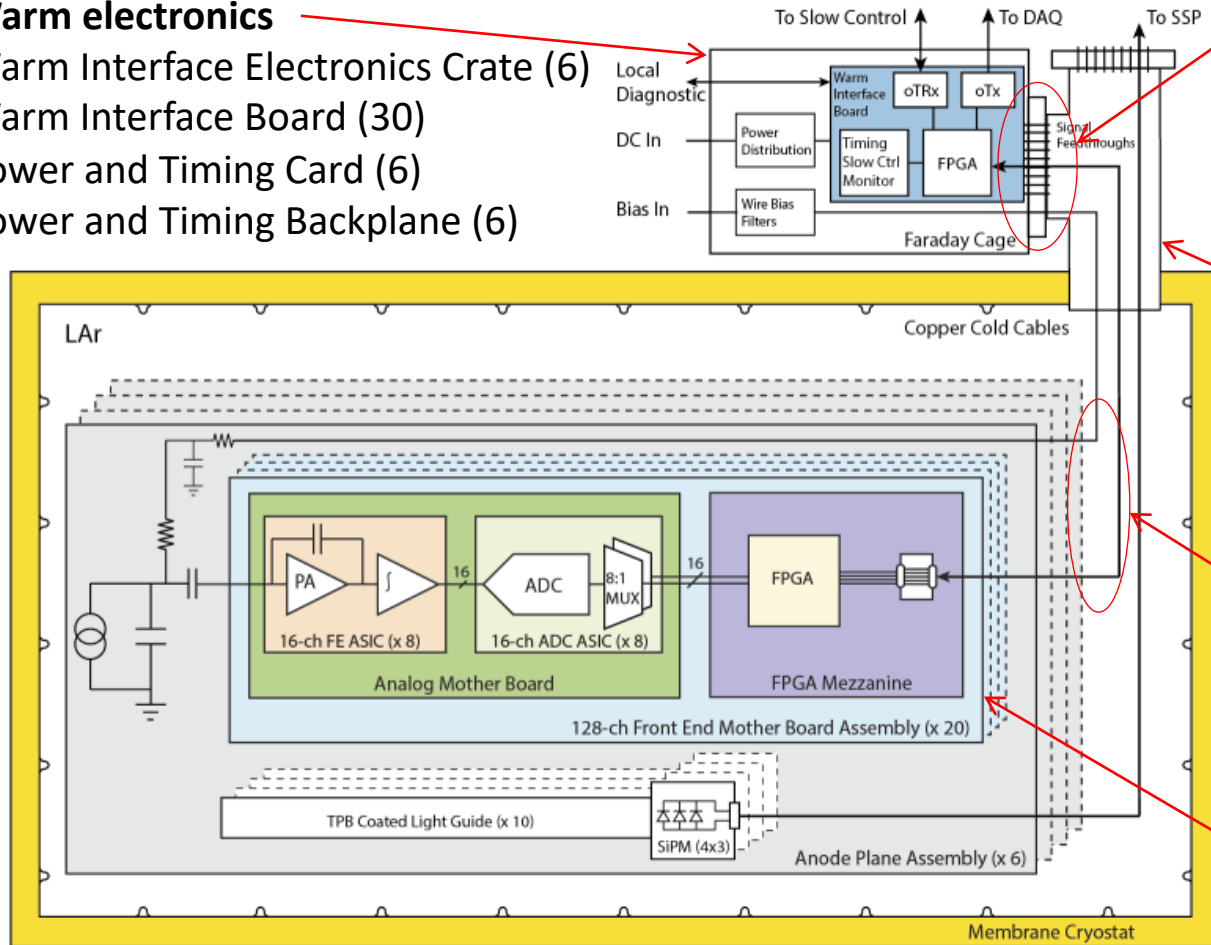 Warm electronics
Warm Interface Electronics Crate (6)
Warm Interface Board (30)
Power and Timing Card (6)
Power and Timing Backplane (6)
To Slow Control
To DAQ
To SSP
Local
Diagnostic
DC In
Bias In
Power
Distribution
Wire Bias
Filters
Warm
Interface
Board
oTRx
oTx
Timing
Slow Ctrl
Monitor
FPGA
Signal
Feedthroughs
Faraday Cage
LAr
Copper Cold Cables
PA
∫
16
ADC
8:1
MUX
16
FPGA
16-ch FE ASIC (x 8)
16-ch ADC ASIC (x 8)
Analog Mother Board
FPGA Mezzanine
128-ch Front End Mother Board Assembly (x 20)
TPB Coated Light Guide (x 10)
SiPM (4x3)
Anode Plane Assembly (x 6)
Membrane Cryostat